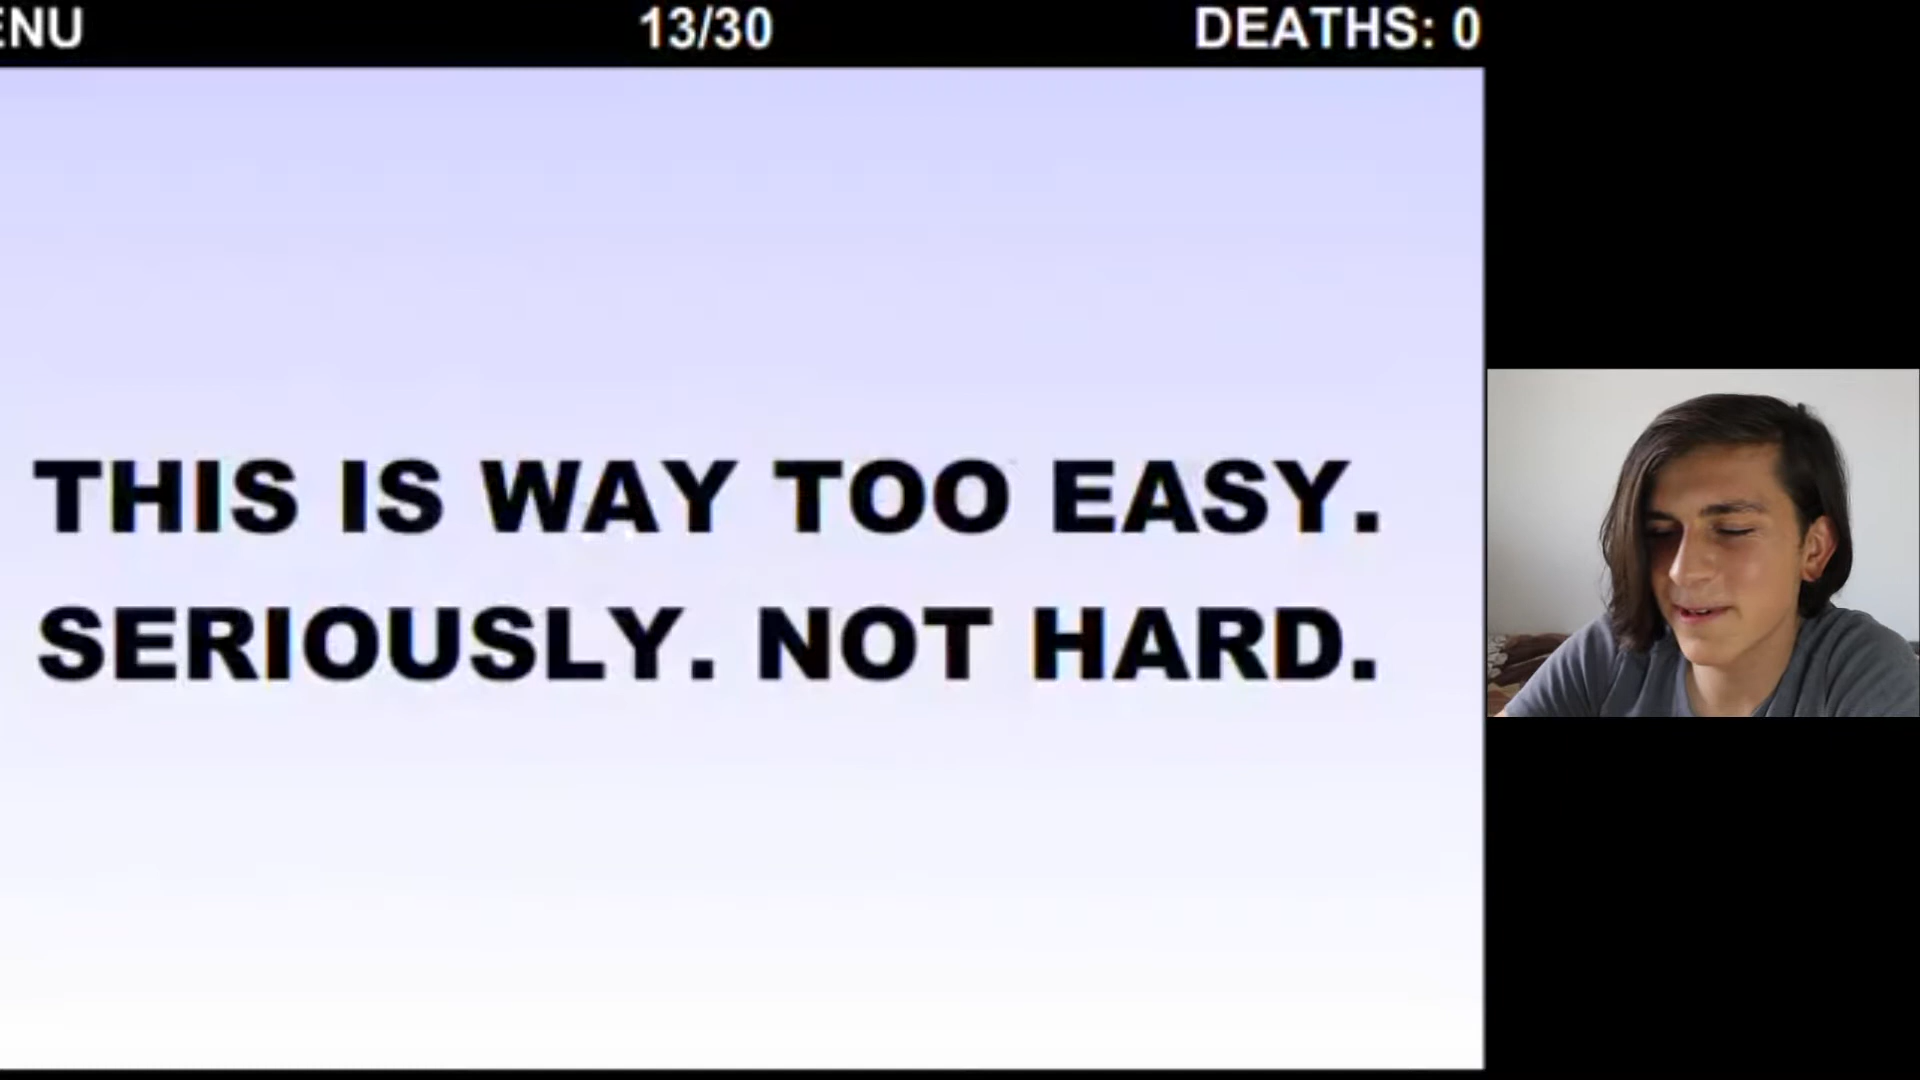 ENU 13/30 DEATHS: 0
THIS IS WAY TOO EASY.
SERIOUSLY. NOT HARD.